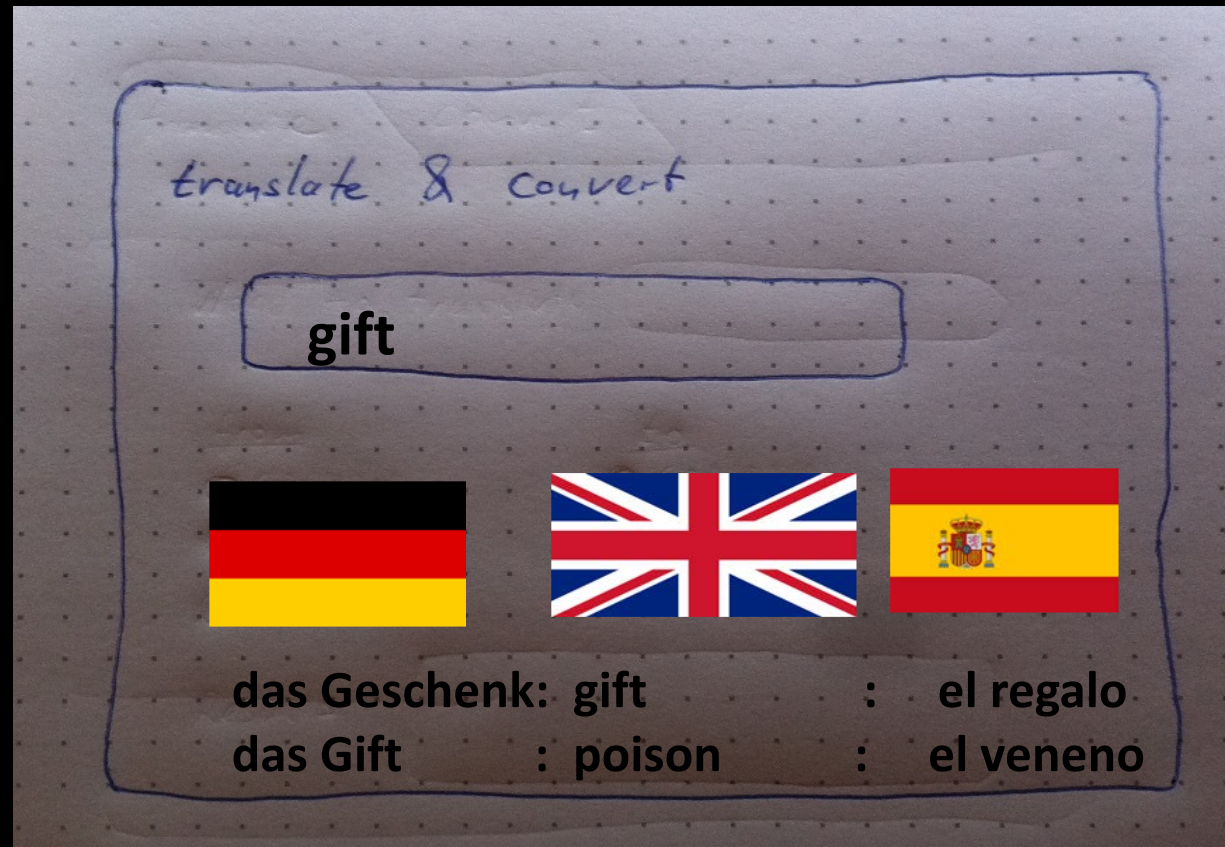 translate & convert
gift
das Geschenk: gift : el regalo
das Gift : poison : el veneno